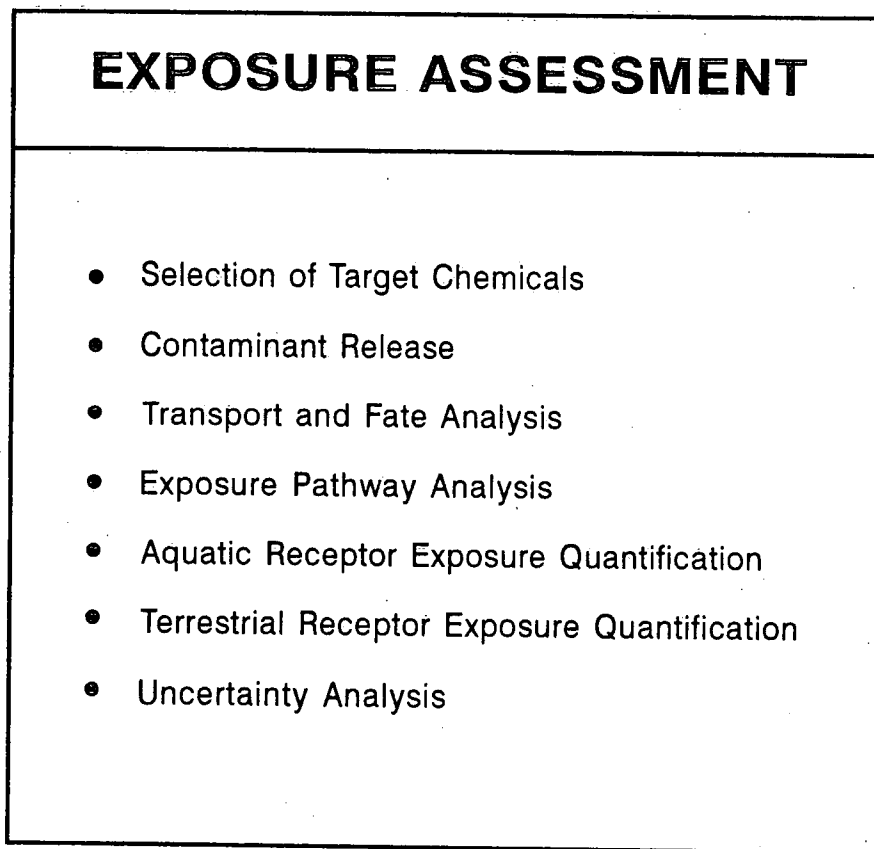 EXPOSURE ASSESSMENT
• Selection of Target Chemicals
• Contaminant Release
• Transport and Fate Analysis
• Exposure Pathway Analysis
• Aquatic Receptor Exposure Quantification
• Terrestrial Receptor Exposure Quantification
• Uncertainty Analysis